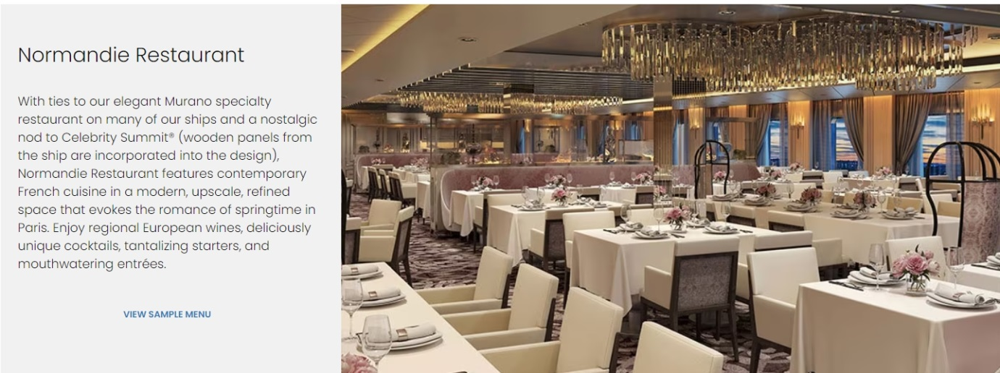 Normandie Restaurant
With ties to our elegant Murano specialty
restaurant on many of our ships and a nostalgic
nod to Celebrity Summit® (wooden panels from
the ship are incorporated into the design),
Normandie Restaurant features contemporary
French cuisine in a modern, upscale, refined
space that evokes the romance of springtime in
Paris. Enjoy regional European wines, deliciously
unique cocktails, tantalizing starters, and
mouthwatering entrées.
VIEW SAMPLE MENU